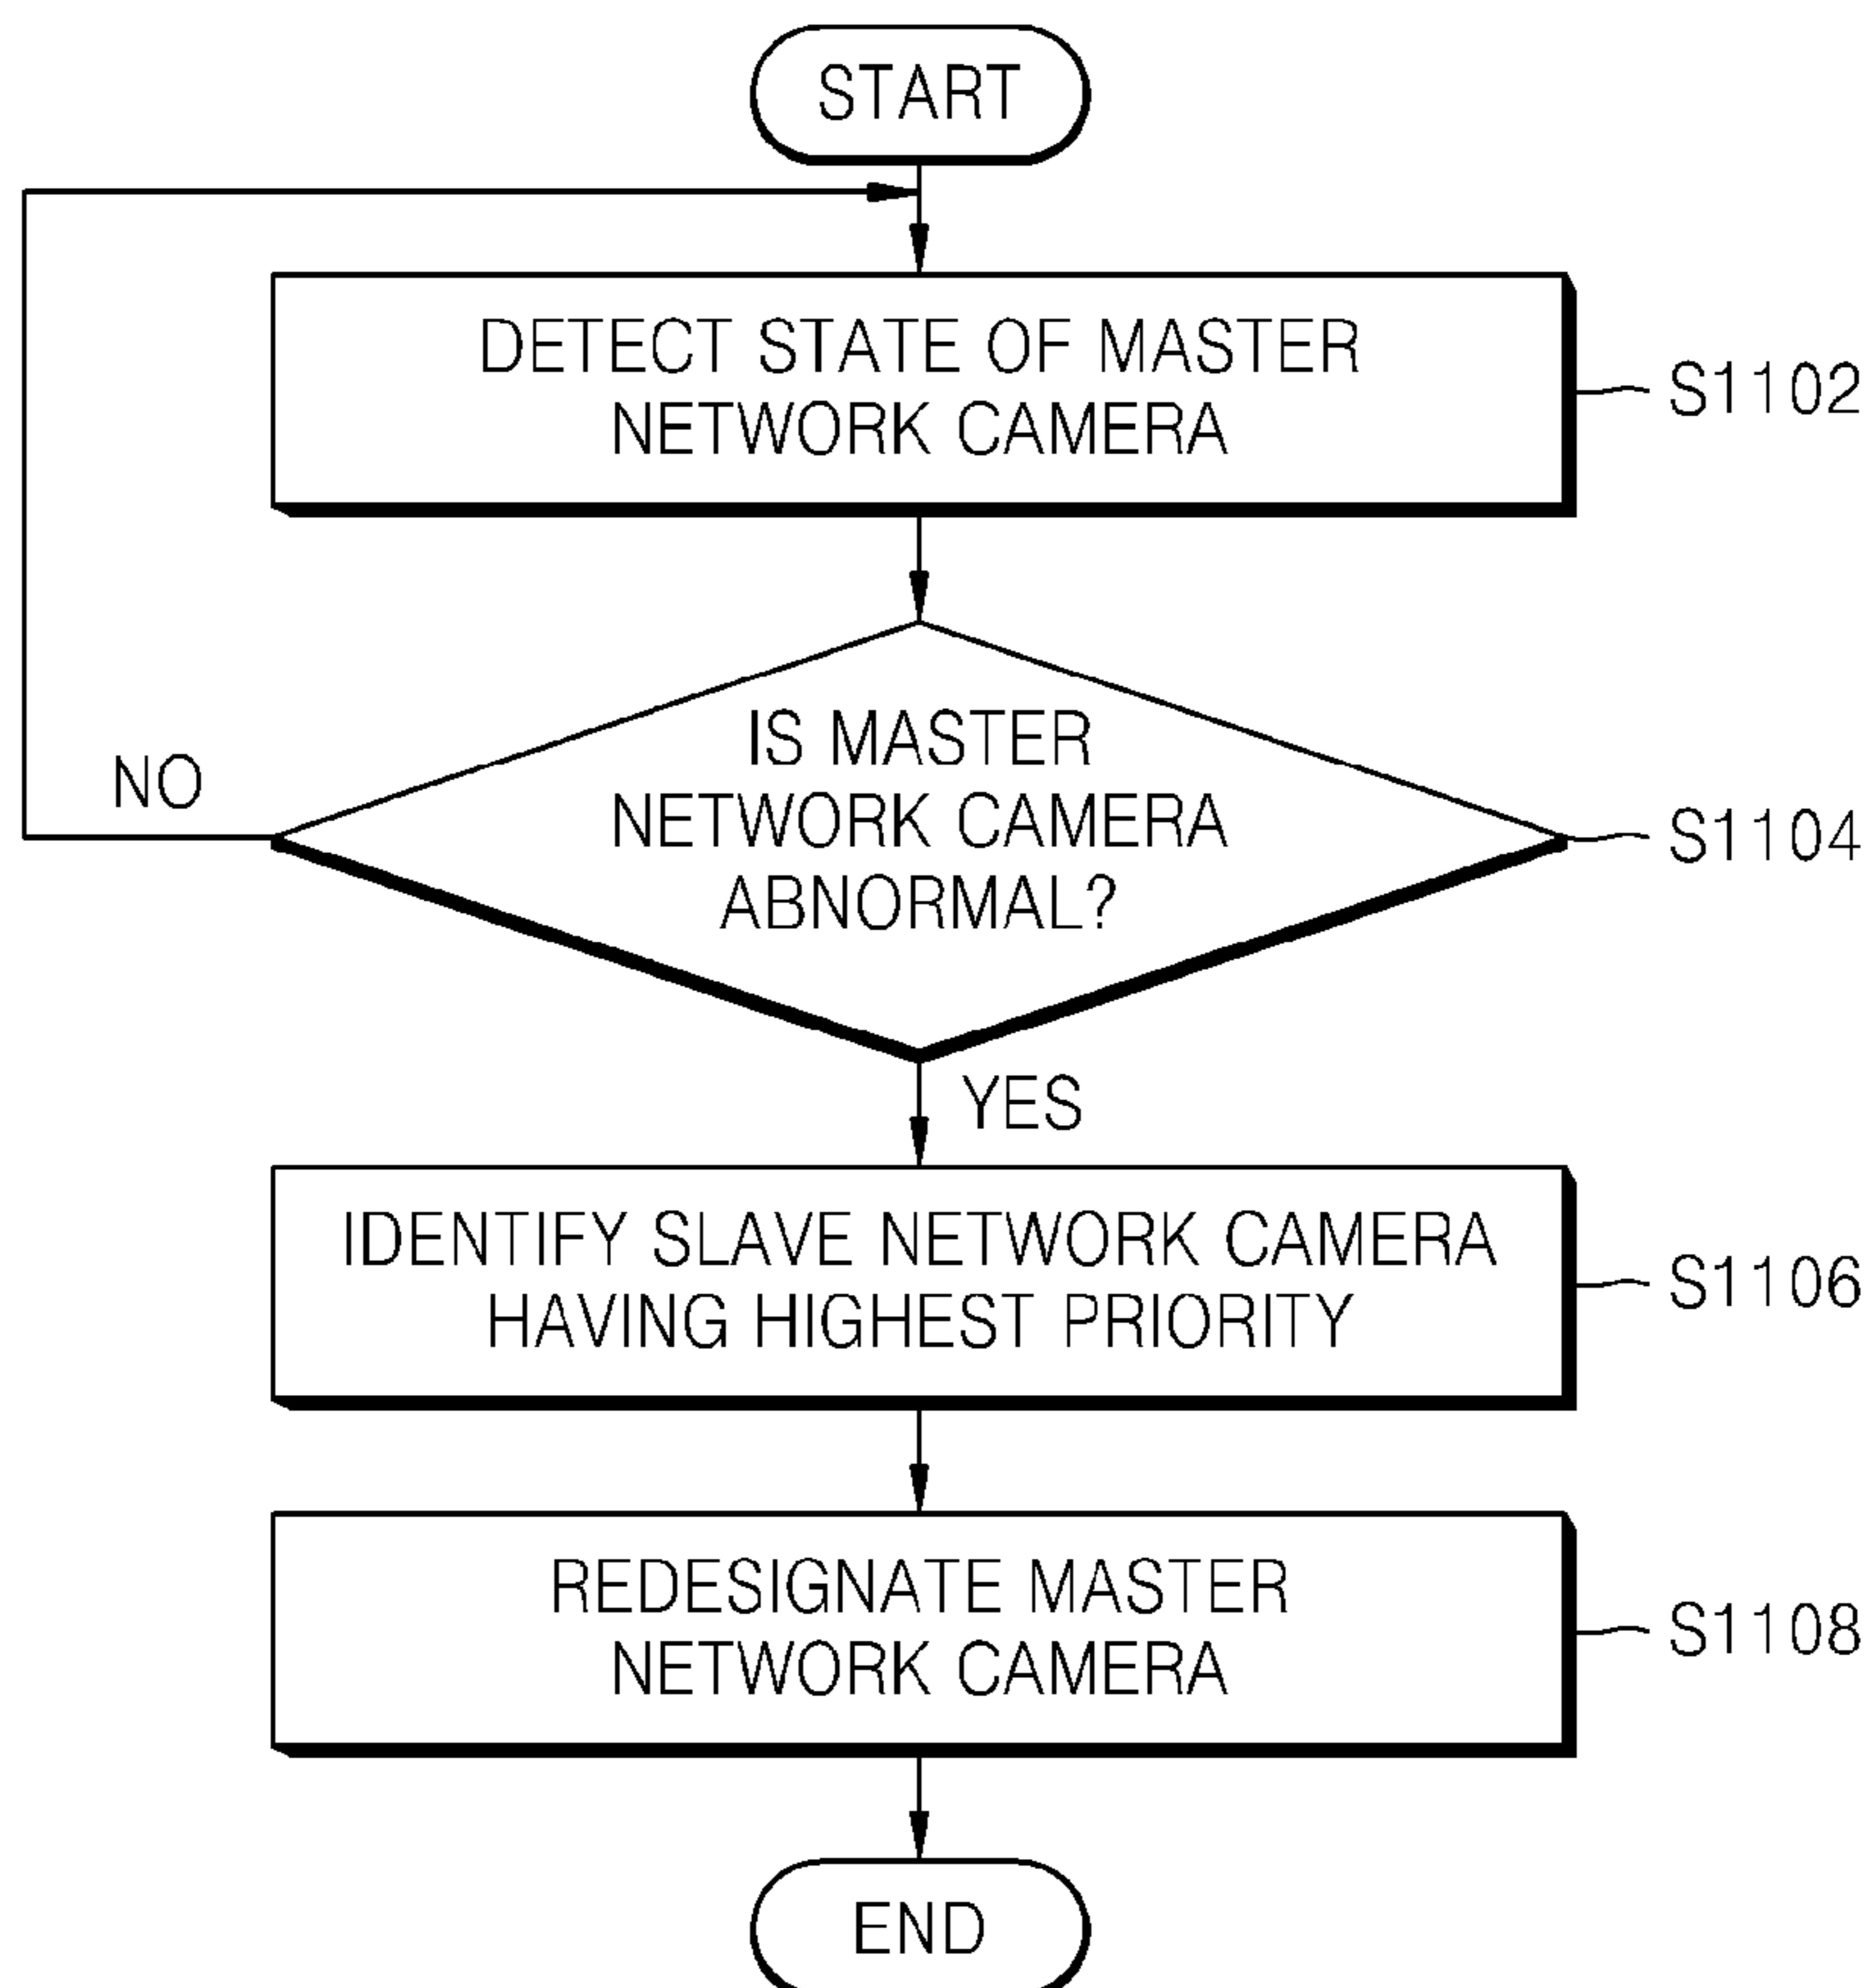 START
DETECT STATE OF MASTER
NETWORK CAMERA
S1102
IS MASTER
NETWORK CAMERA
ABNORMAL?
NO
S1104
YES
IDENTIFY SLAVE NETWORK CAMERA
HAVING HIGHEST PRIORITY
S1106
REDESIGNATE MASTER
NETWORK CAMERA
S1108
END